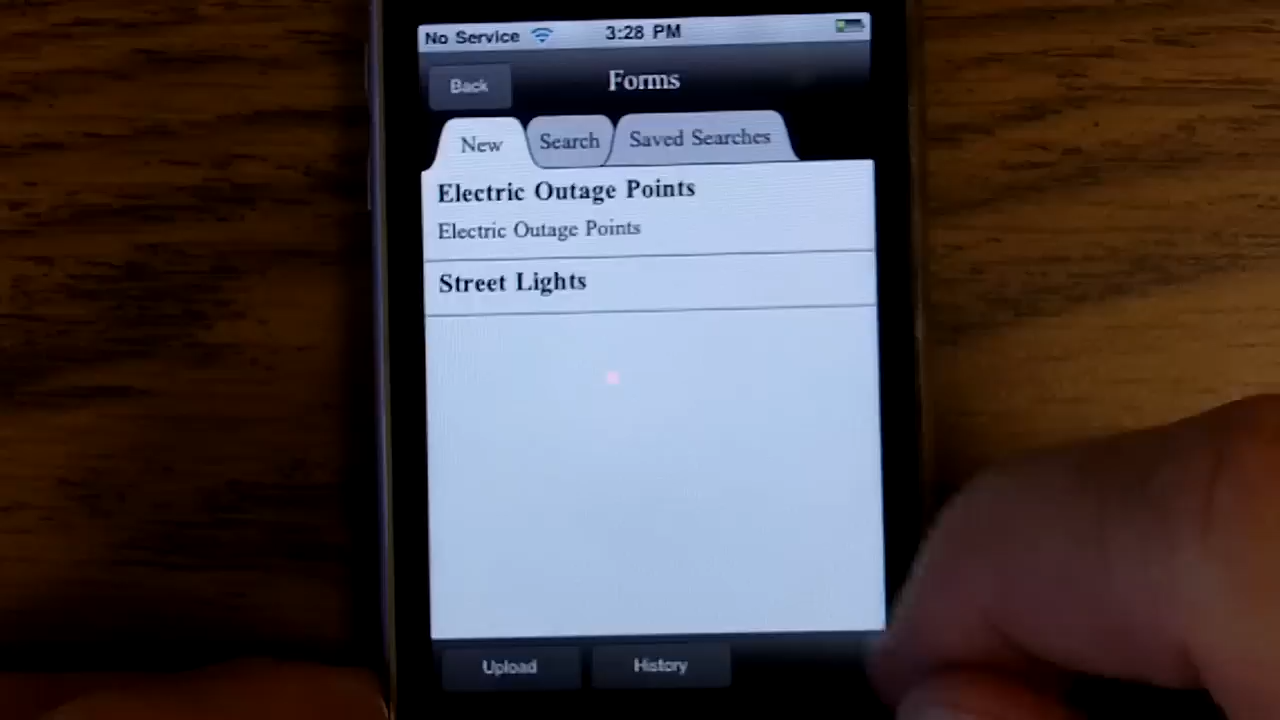 No Service 3:28 PM
Back Forms
New Search Saved Searches
Electric Outage Points
Electric Outage Points
Street Lights
Upload History